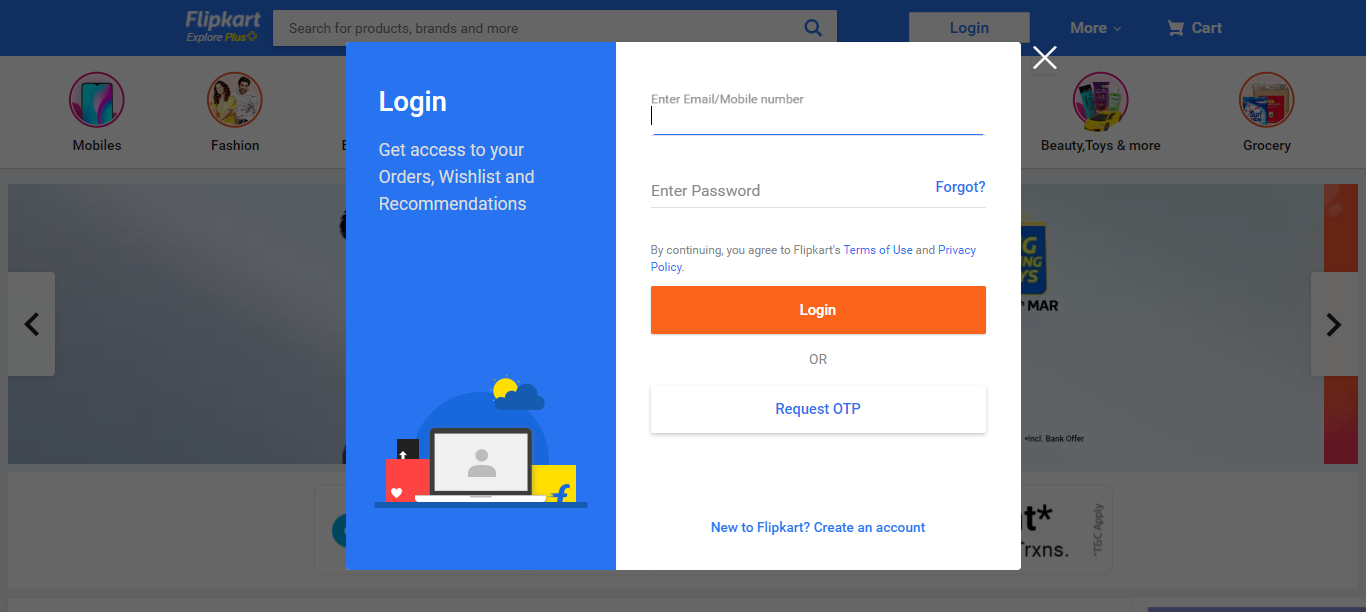 Flipkart
Explore Plus
Search for products, brands and more
Login
More
Cart
Mobiles
Fashion
Beauty,Toys & more
Grocery
Login
Get access to your
Orders, Wishlist and
Recommendations
Enter Email/Mobile number
Enter Password
Forgot?
By continuing, you agree to Flipkart's Terms of Use and Privacy
Policy.
Login
OR
Request OTP
New to Flipkart? Create an account
MAR
•Incl. Bank Offer
*T&C Apply
Trxns.